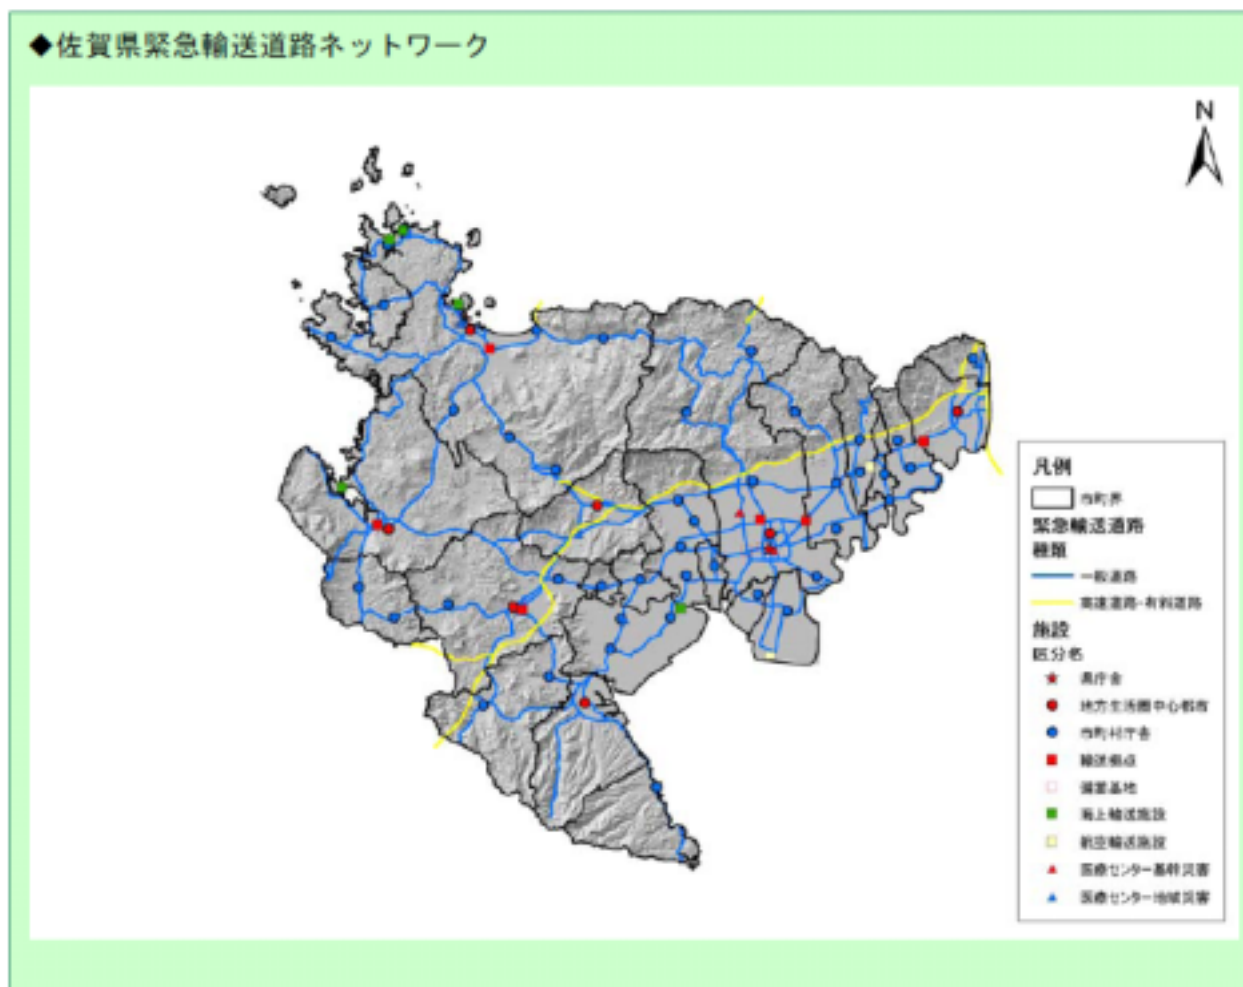 ◆佐賀県緊急輸送道路ネットワーク
N
凡例
市町界
緊急輸送道路
種類
一般道路
高速道路・有料道路
施設
区分名
県庁舎
地方生活圏中心都市
市町村庁舎
輸送拠点
備蓄基地
海上輸送施設
航空輸送施設
医療センター基幹災害
医療センター地域災害